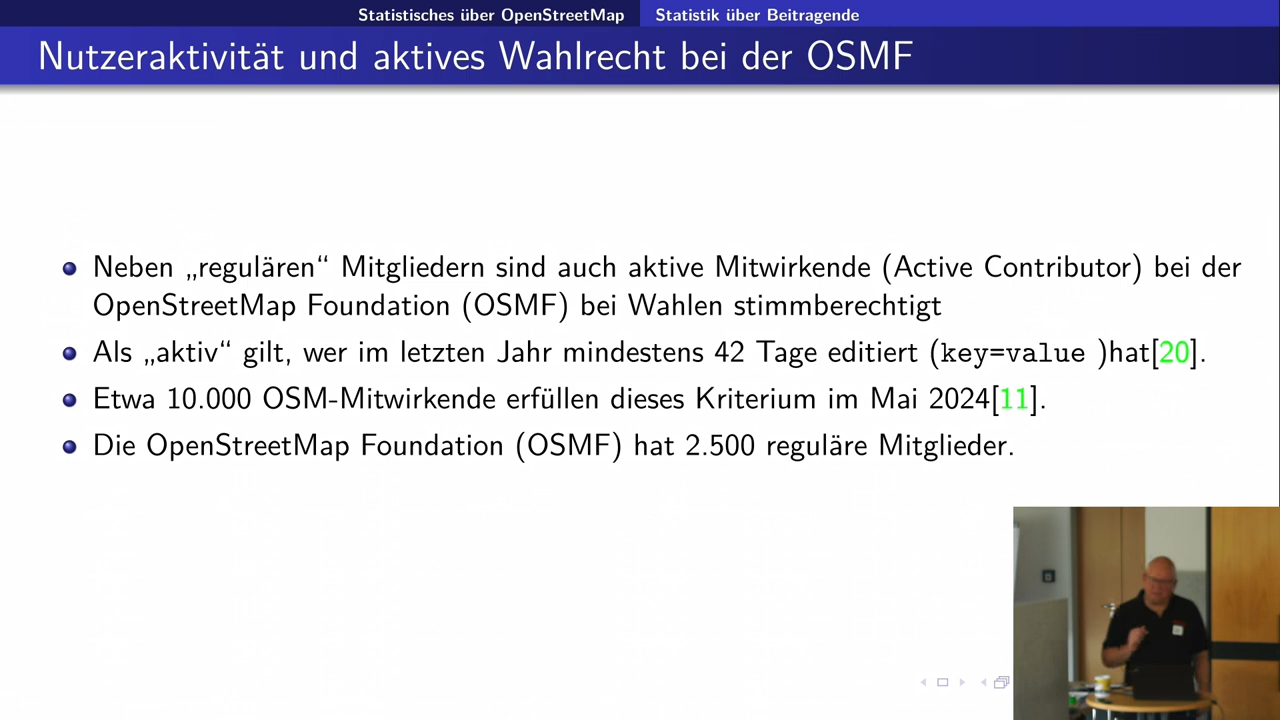 Statistisches über OpenStreetMap Statistik über Beitragende
Nutzeraktivität und aktives Wahlrecht bei der OSMF
Neben „regulären“ Mitgliedern sind auch aktive Mitwirkende (Active Contributor) bei der
OpenStreetMap Foundation (OSMF) bei Wahlen stimmberechtigt
Als „aktiv“ gilt, wer im letzten Jahr mindestens 42 Tage editiert (key=value )hat[20].
Etwa 10.000 OSM-Mitwirkende erfüllen dieses Kriterium im Mai 2024[11].
Die OpenStreetMap Foundation (OSMF) hat 2.500 reguläre Mitglieder.